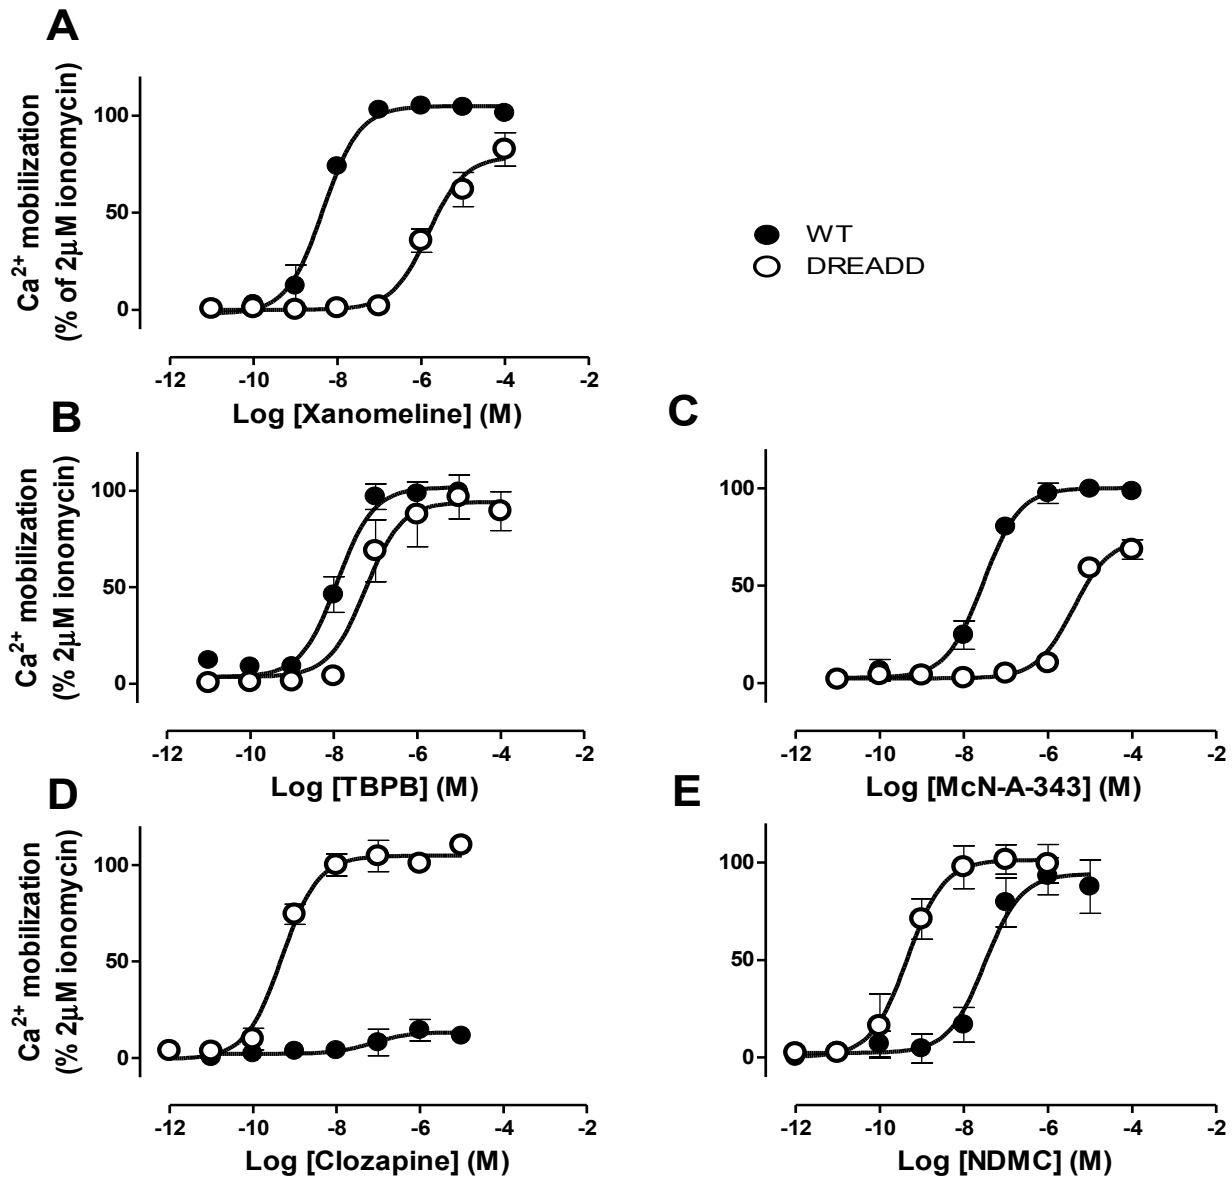 A
Ca2+ mobilization
(% of 2μM ionomycin)
100
50
0
-12 -10 -8 -6 -4 -2
Log [Xanomeline] (M)
WT
DREADD
B
Ca2+ mobilization
(% 2μM ionomycin)
100
50
0
-12 -10 -8 -6 -4 -2
Log [TBPB] (M)
C
100
50
0
-12 -10 -8 -6 -4 -2
Log [McN-A-343] (M)
D
Ca2+ mobilization
(% 2μM ionomycin)
100
50
0
-12 -10 -8 -6 -4 -2
Log [Clozapine] (M)
E
100
50
0
-12 -10 -8 -6 -4 -2
Log [NDMC] (M)